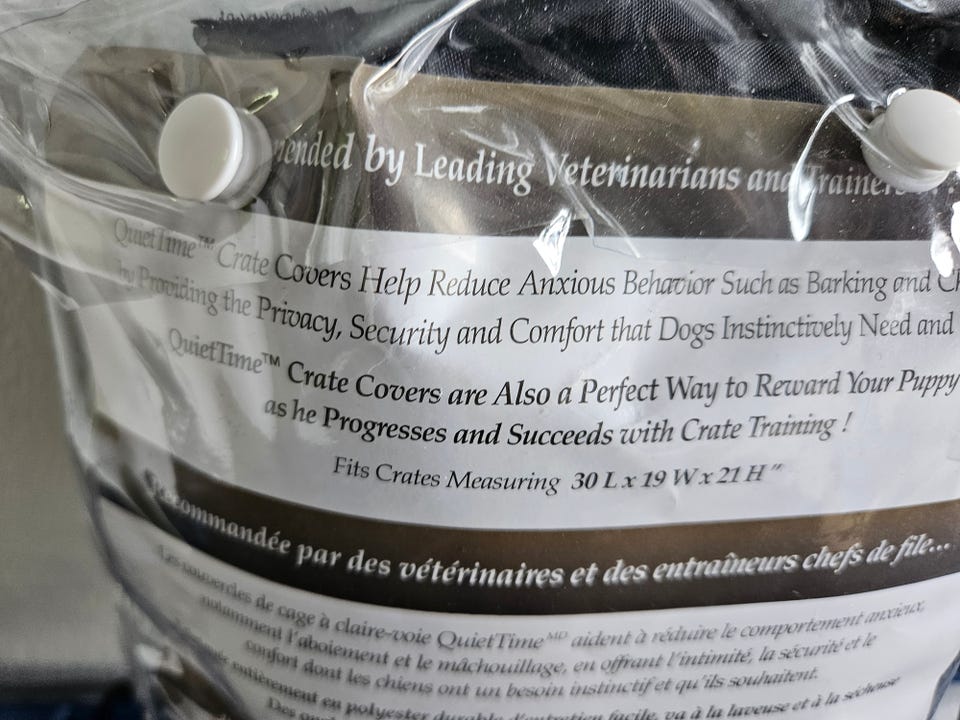 by Leading Veterinarians and Trainers
QuietTime™ Crate Covers Help Reduce Anxious Behavior Such as Barking and
by Providing the Privacy, Security and Comfort that Dogs Instinctively Need and
QuietTime™ Crate Covers are Also a Perfect Way to Reward Your Puppy
as he Progresses and Succeeds with Crate Training !
Fits Crates Measuring 30 L x 19 W x 21 H "
Recommandée par des vétérinaires et des entraîneurs chefs de file...
Les couvercles de cage à claire-voie QuietTimeᴹᴰ aident à réduire le comportement anxieux,
notamment l'aboiement et le mâchouillage, en offrant l'intimité, la sécurité et le
confort dont les chiens ont un besoin instinctif et qu'ils souhaitent.
entièrement en polyester durable d'entretien facile, va à la laveuse et à la sécheuse